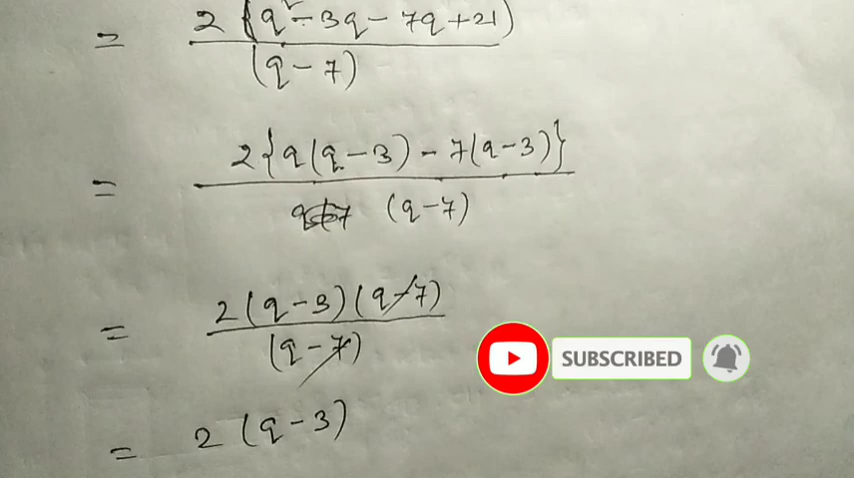 = 2{q²-3q-7q+21)
(q-7)
= 2{q(q-3)-7(q-3)}
(q-7)
= 2(q-3)(q-7)
(q-7)
SUBSCRIBED
= 2(q-3)